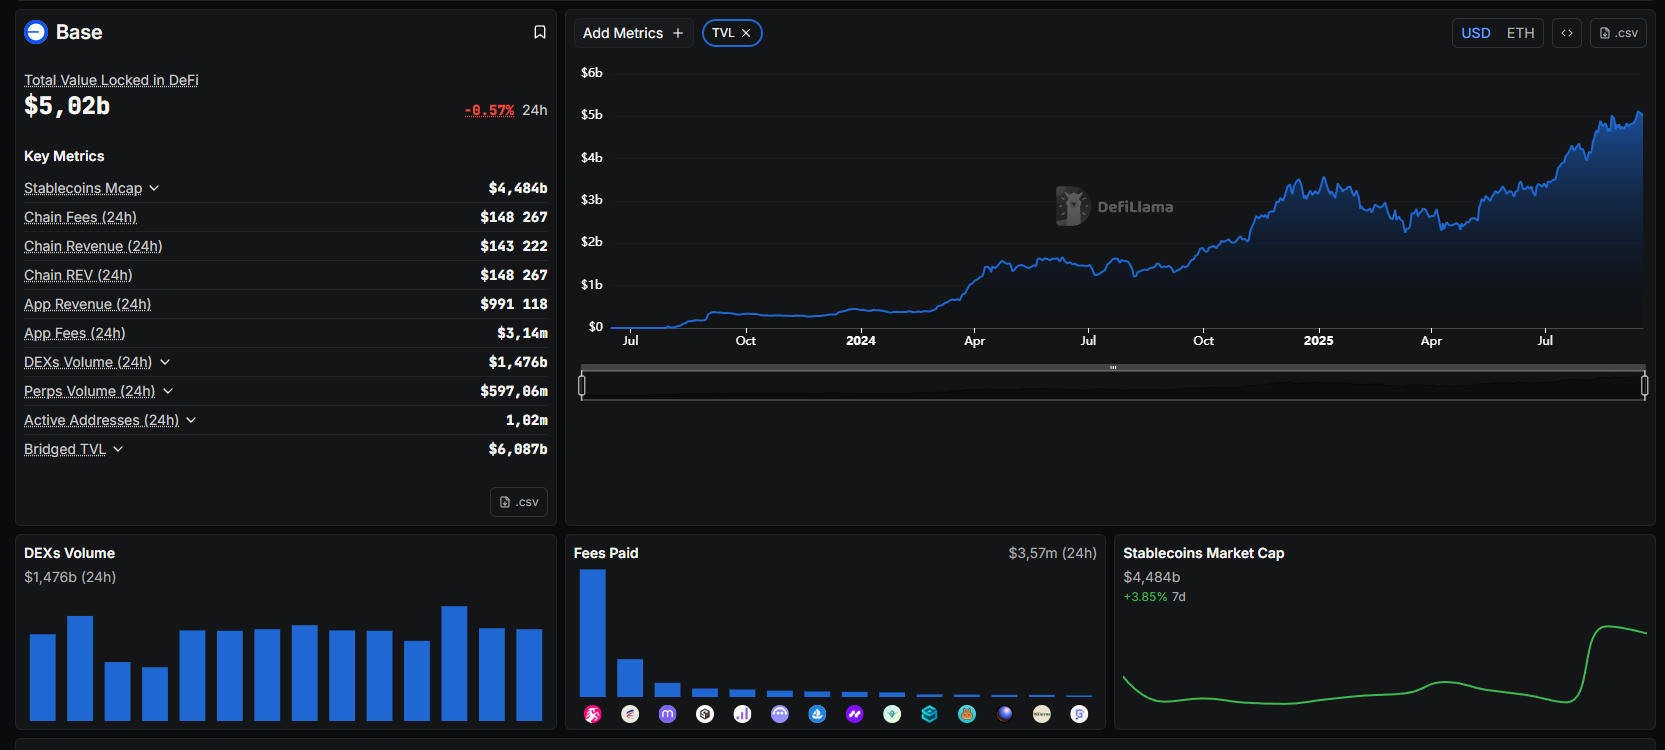 Base
Total Value Locked in DeFi
$5,02b
-0.57% 24h
Key Metrics
Stablecoins Mcap $4,484b
Chain Fees (24h) $148 267
Chain Revenue (24h) $143 222
Chain REV (24h) $148 267
App Revenue (24h) $991 118
App Fees (24h) $3,14m
DEXs Volume (24h) $1,476b
Perps Volume (24h) $597,06m
Active Addresses (24h) 1,02m
Bridged TVL $6,087b
.csv
Add Metrics + TVL × USD ETH <> .csv
$6b
$5b
$4b
$3b
$2b
$1b
$0
DefiLlama
Jul Oct 2024 Apr Jul Oct 2025 Apr Jul
DEXs Volume
$1,476b (24h)
Fees Paid $3,57m (24h)
Stablecoins Market Cap
$4,484b
+3.85% 7d